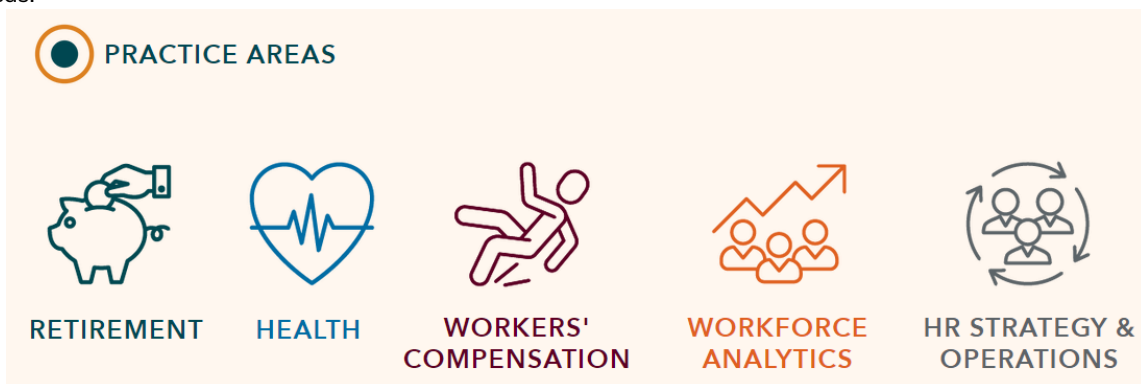 PRACTICE AREAS
RETIREMENT
HEALTH
WORKERS'
COMPENSATION
WORKFORCE
ANALYTICS
HR STRATEGY &
OPERATIONS